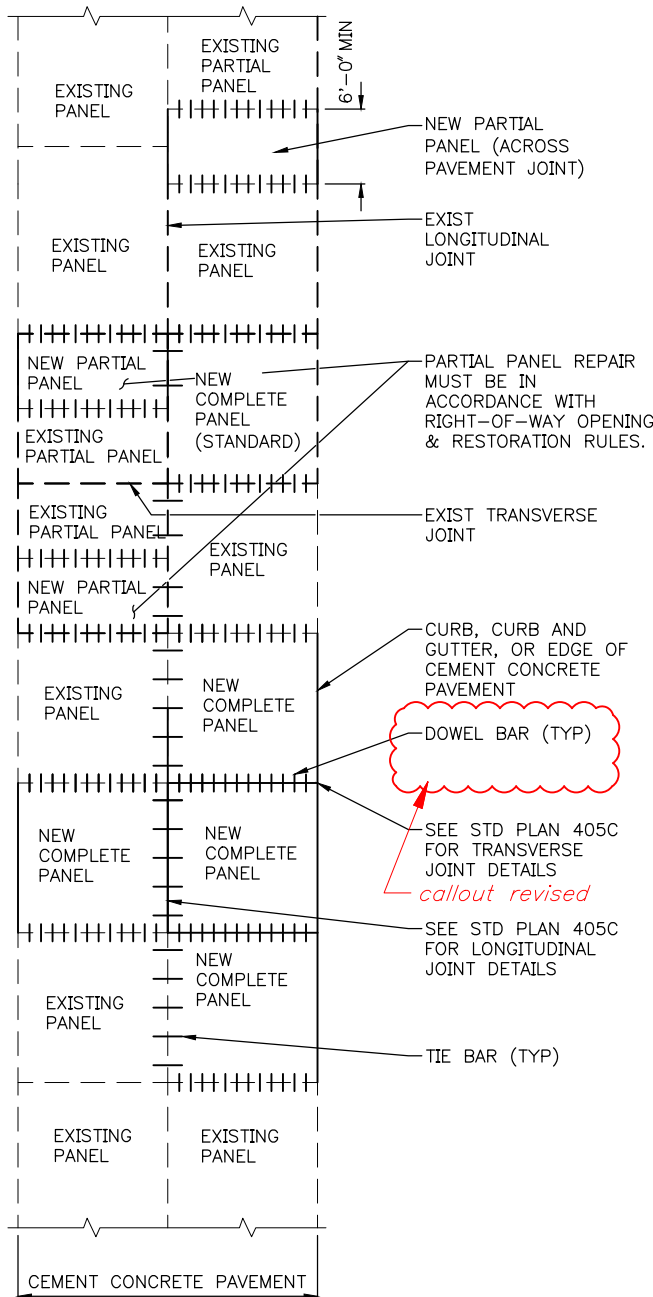 EXISTING
PARTIAL
PANEL
6'-0" MIN
EXISTING
PANEL
NEW PARTIAL
PANEL (ACROSS
PAVEMENT JOINT)
EXIST
LONGITUDINAL
JOINT
EXISTING
PANEL
EXISTING
PANEL
NEW PARTIAL
PANEL
NEW
COMPLETE
PANEL
(STANDARD)
PARTIAL PANEL REPAIR
MUST BE IN
ACCORDANCE WITH
RIGHT-OF-WAY OPENING
& RESTORATION RULES.
EXISTING
PARTIAL PANEL
EXISTING
PARTIAL PANEL
EXIST TRANSVERSE
JOINT
EXISTING
PANEL
NEW PARTIAL
PANEL
CURB, CURB AND
GUTTER, OR EDGE OF
CEMENT CONCRETE
PAVEMENT
EXISTING
PANEL
NEW
COMPLETE
PANEL
DOWEL BAR (TYP)
NEW
COMPLETE
PANEL
NEW
COMPLETE
PANEL
SEE STD PLAN 405C
FOR TRANSVERSE
JOINT DETAILS
callout revised
SEE STD PLAN 405C
FOR LONGITUDINAL
JOINT DETAILS
NEW
COMPLETE
PANEL
EXISTING
PANEL
TIE BAR (TYP)
EXISTING
PANEL
EXISTING
PANEL
CEMENT CONCRETE PAVEMENT